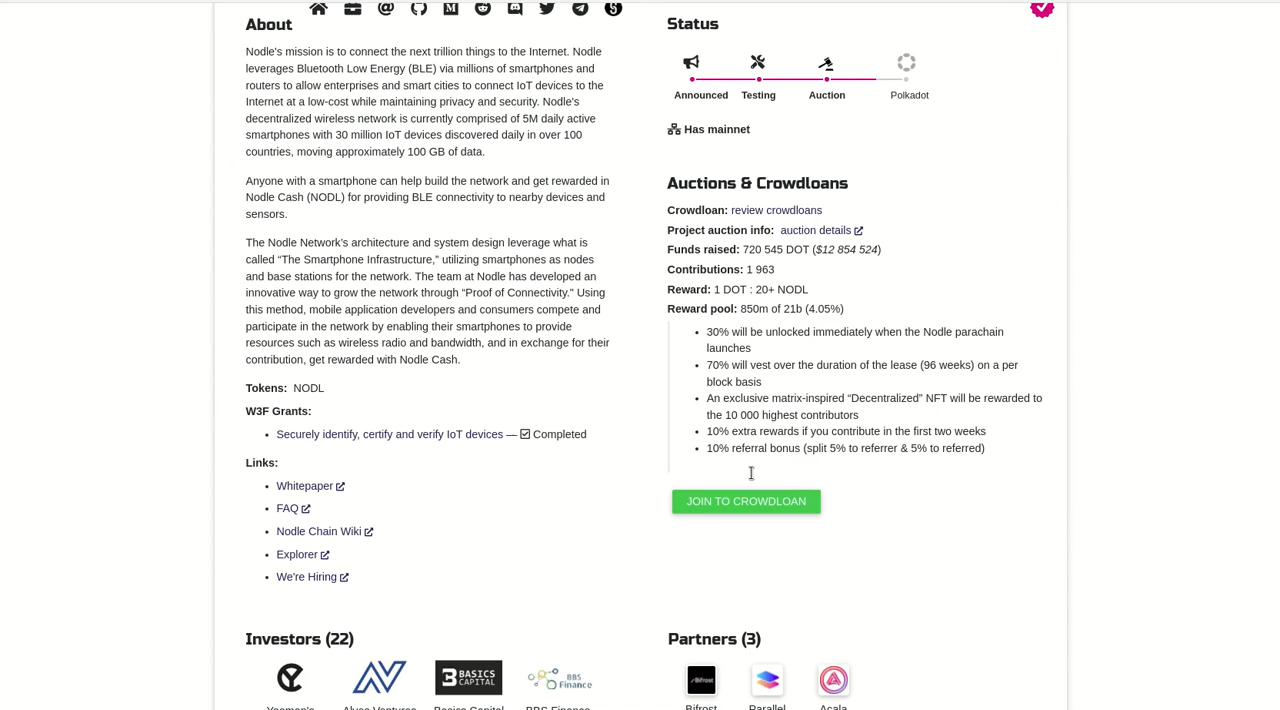 About
Nodle's mission is to connect the next trillion things to the Internet. Nodle
leverages Bluetooth Low Energy (BLE) via millions of smartphones and
routers to allow enterprises and smart cities to connect IoT devices to the
Internet at a low-cost while maintaining privacy and security. Nodle's
decentralized wireless network is currently comprised of 5M daily active
smartphones with 30 million IoT devices discovered daily in over 100
countries, moving approximately 100 GB of data.
Anyone with a smartphone can help build the network and get rewarded in
Nodle Cash (NODL) for providing BLE connectivity to nearby devices and
sensors.
The Nodle Network’s architecture and system design leverage what is
called “The Smartphone Infrastructure,” utilizing smartphones as nodes
and base stations for the network. The team at Nodle has developed an
innovative way to grow the network through “Proof of Connectivity.” Using
this method, mobile application developers and consumers compete and
participate in the network by enabling their smartphones to provide
resources such as wireless radio and bandwidth, and in exchange for their
contribution, get rewarded with Nodle Cash.
Tokens: NODL
W3F Grants:
Securely identify, certify and verify IoT devices — Completed
Links:
Whitepaper
FAQ
Nodle Chain Wiki
Explorer
We're Hiring
Investors (22)
BASICS CAPITAL
BBS Finance
Yeoman's
Alves Ventures
Basics Capital
BBS Finance
Status
Announced
Testing
Auction
Polkadot
Has mainnet
Auctions & Crowdloans
Crowdloan: review crowdloans
Project auction info: auction details
Funds raised: 720 545 DOT ($12 854 524)
Contributions: 1 963
Reward: 1 DOT : 20+ NODL
Reward pool: 850m of 21b (4.05%)
30% will be unlocked immediately when the Nodle parachain
launches
70% will vest over the duration of the lease (96 weeks) on a per
block basis
An exclusive matrix-inspired “Decentralized” NFT will be rewarded to
the 10 000 highest contributors
10% extra rewards if you contribute in the first two weeks
10% referral bonus (split 5% to referrer & 5% to referred)
JOIN TO CROWDLOAN
Partners (3)
Bifrost
Bifrost
Parallel
Acala